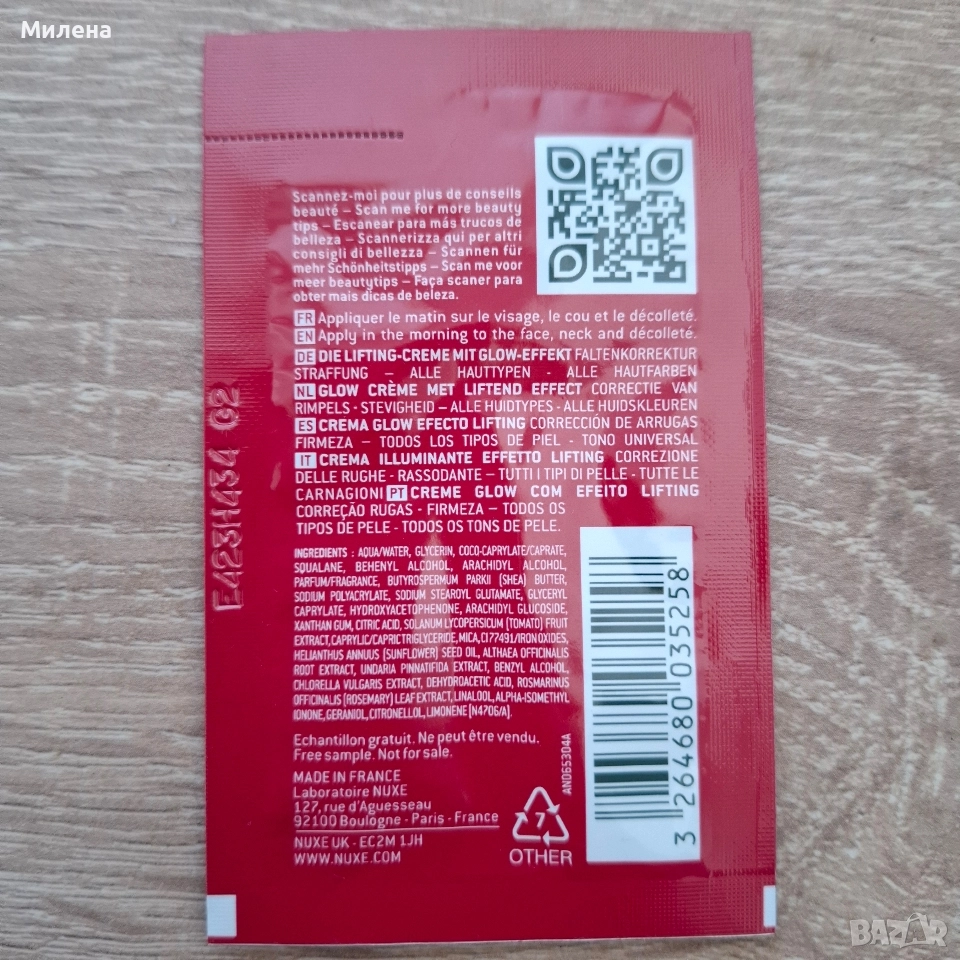 Милена
Scannez-moi pour plus de conseils
beauté – Scan me for more beauty
tips – Escanear para más trucos de
belleza – Scannerizza qui per altri
consigli di bellezza – Scannen für
mehr Schönheitstipps – Scan me voor
meer beautytips – Faça scaner para
obter mais dicas de beleza.
FR Appliquer le matin sur le visage, le cou et le décolleté.
EN Apply in the morning to the face, neck and décolleté.
DE DIE LIFTING-CREME MIT GLOW-EFFEKT FALTENKORREKTUR
STRAFFUNG – ALLE HAUTTYPEN - ALLE HAUTFARBEN
NL GLOW CRÈME MET LIFTEND EFFECT CORRECTIE VAN
RIMPELS - STEVIGHEID – ALLE HUIDTYPES - ALLE HUIDSKLEUREN
ES CREMA GLOW EFECTO LIFTING CORRECCIÓN DE ARRUGAS
FIRMEZA – TODOS LOS TIPOS DE PIEL - TONO UNIVERSAL
IT CREMA ILLUMINANTE EFFETTO LIFTING CORREZIONE
DELLE RUGHE - RASSODANTE – TUTTI I TIPI DI PELLE - TUTTE LE
CARNAGIONI PT CREME GLOW COM EFEITO LIFTING
CORREÇÃO RUGAS - FIRMEZA – TODOS OS
TIPOS DE PELE - TODOS OS TONS DE PELE.
INGREDIENTS : AQUA/WATER, GLYCERIN, COCO-CAPRYLATE/CAPRATE,
SQUALANE, BEHENYL ALCOHOL, ARACHIDYL ALCOHOL,
PARFUM/FRAGRANCE, BUTYROSPERMUM PARKII (SHEA) BUTTER,
SODIUM POLYACRYLATE, SODIUM STEAROYL GLUTAMATE, GLYCERYL
CAPRYLATE, HYDROXYACETOPHENONE, ARACHIDYL GLUCOSIDE,
XANTHAN GUM, CITRIC ACID, SOLANUM LYCOPERSICUM (TOMATO) FRUIT
EXTRACT, CAPRYLIC/CAPRIC TRIGLYCERIDE, MICA, CI 77491/IRON OXIDES,
HELIANTHUS ANNUUS (SUNFLOWER) SEED OIL, ALTHAEA OFFICINALIS
ROOT EXTRACT, UNDARIA PINNATIFIDA EXTRACT, BENZYL ALCOHOL,
CHLORELLA VULGARIS EXTRACT, DEHYDROACETIC ACID, ROSMARINUS
OFFICINALIS (ROSEMARY) LEAF EXTRACT, LINALOOL, ALPHA-ISOMETHYL
IONONE, GERANIOL, CITRONELLOL, LIMONENE (N4706/A).
Echantillon gratuit. Ne peut être vendu.
Free sample. Not for sale.
MADE IN FRANCE
Laboratoire NUXE
127, rue d'Aguesseau
92100 Boulogne - Paris - France
NUXE UK - EC2M 1JH
WWW.NUXE.COM
7
OTHER
AN065304A
3 264680 035258
E423H434 G2
BAZAR